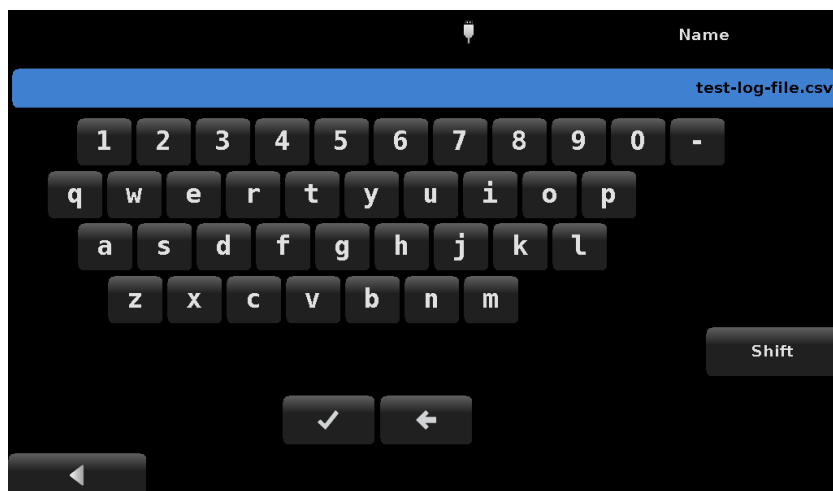 Name
test-log-file.csv
1 2 3 4 5 6 7 8 9 0 -
q w e r t y u i o p
a s d f g h j k l
z x c v b n m
Shift